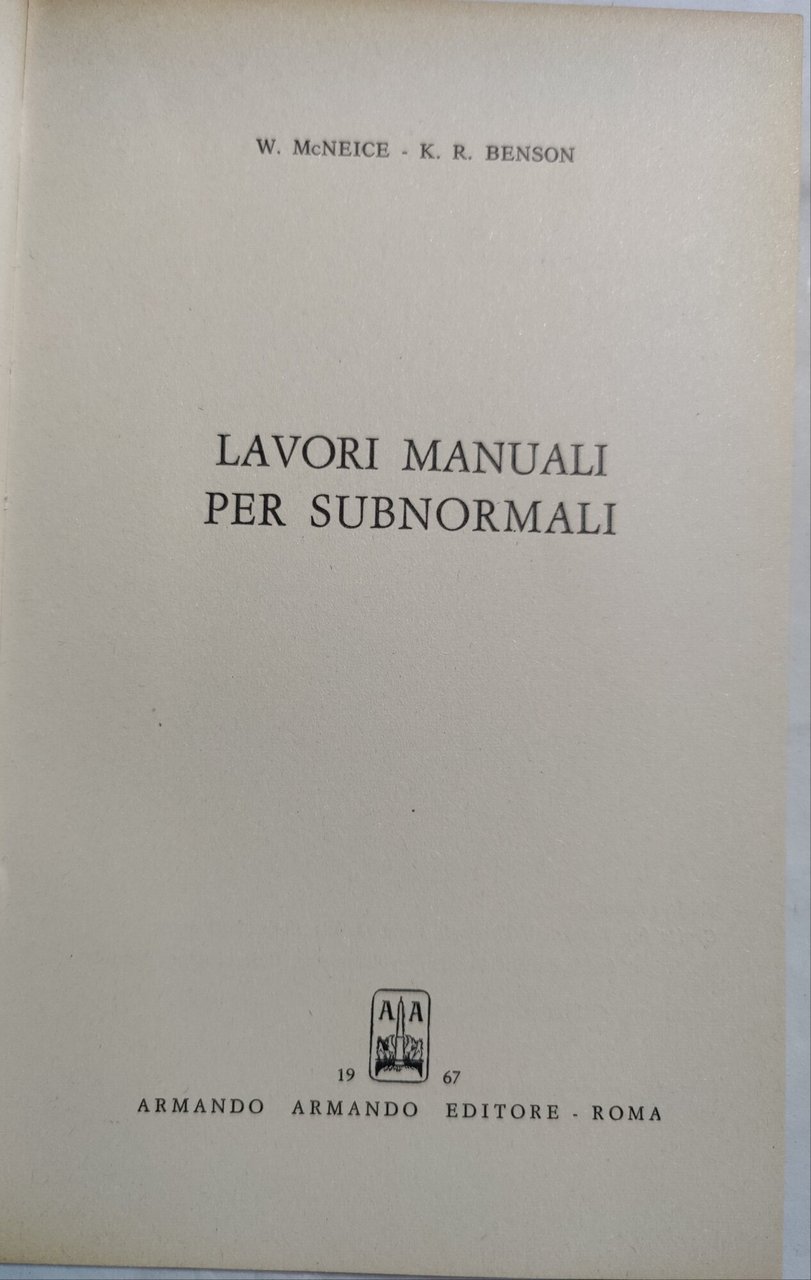 W. McNEICE - K. R. BENSON
LAVORI MANUALI
PER SUBNORMALI
A A
19 67
ARMANDO ARMANDO EDITORE - ROMA